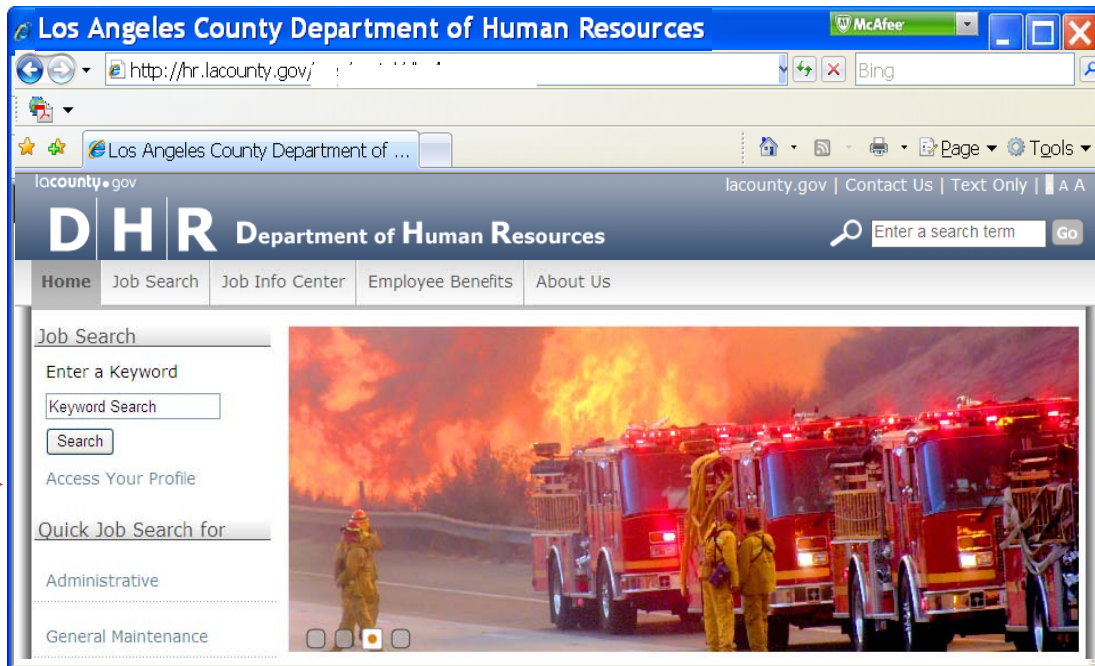 Los Angeles County Department of Human Resources
McAfee
http://hr.lacounty.gov/
Bing
Los Angeles County Department of ...
Page Tools
lacounty.gov
lacounty.gov | Contact Us | Text Only | A A
DHR Department of Human Resources
Enter a search term Go
Home Job Search Job Info Center Employee Benefits About Us
Job Search
Enter a Keyword
Keyword Search
Search
Access Your Profile
Quick Job Search for
Administrative
General Maintenance